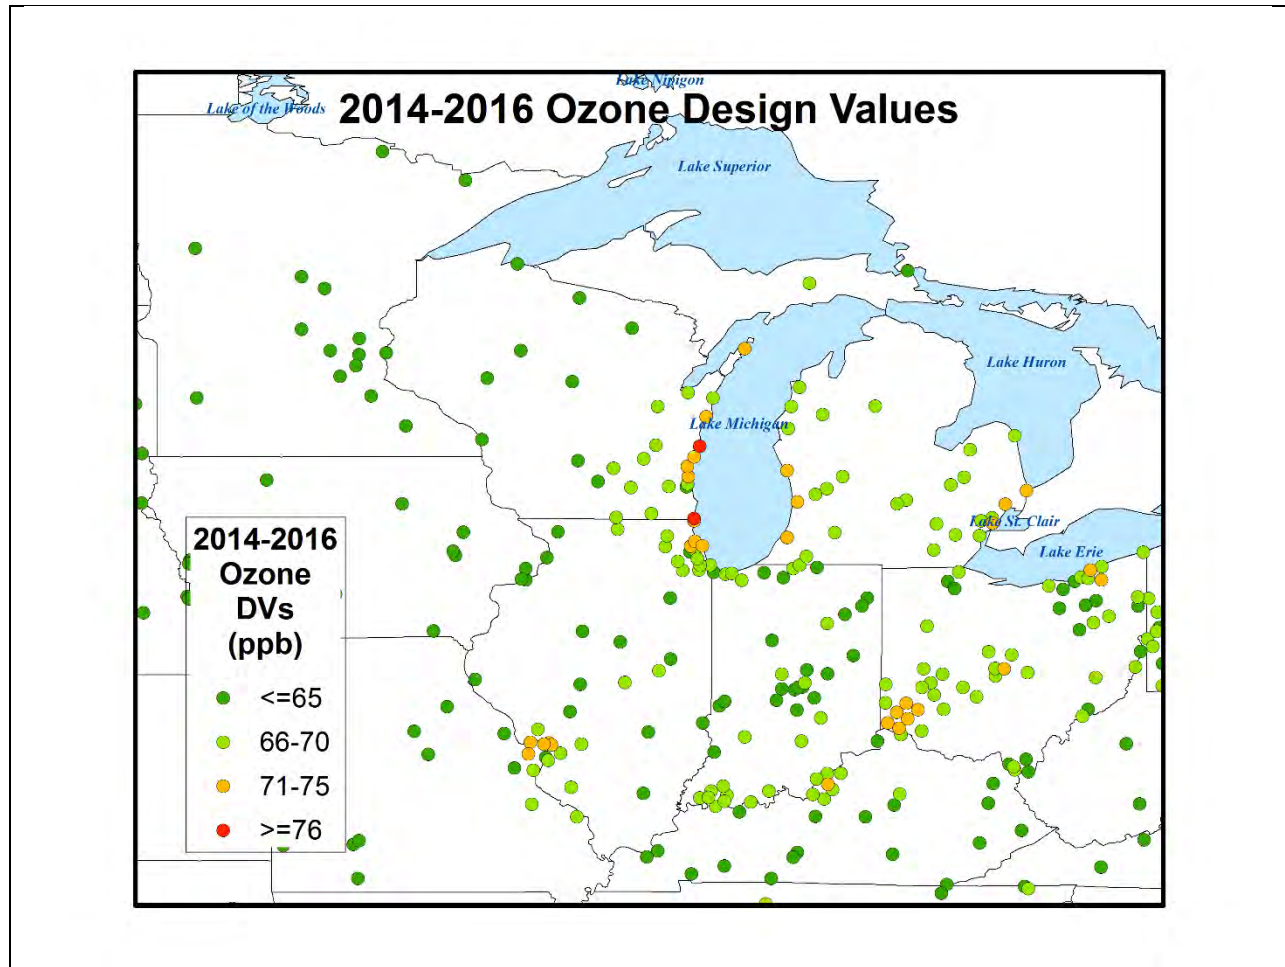 Lake Nipigon
Lake of the Woods
2014-2016 Ozone Design Values
Lake Superior
Lake Huron
Lake Michigan
Lake St. Clair
Lake Erie
2014-2016
Ozone
DVs
(ppb)
<=65
66-70
71-75
>=76